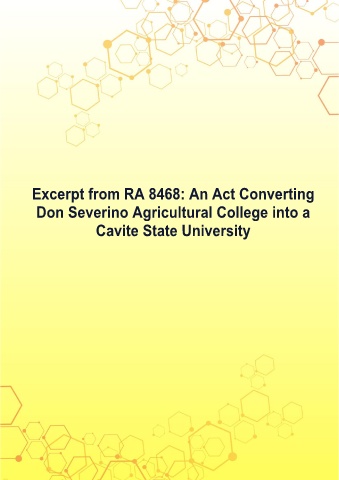 Excerpt from RA 8468: An Act Converting
Don Severino Agricultural College into a
Cavite State University